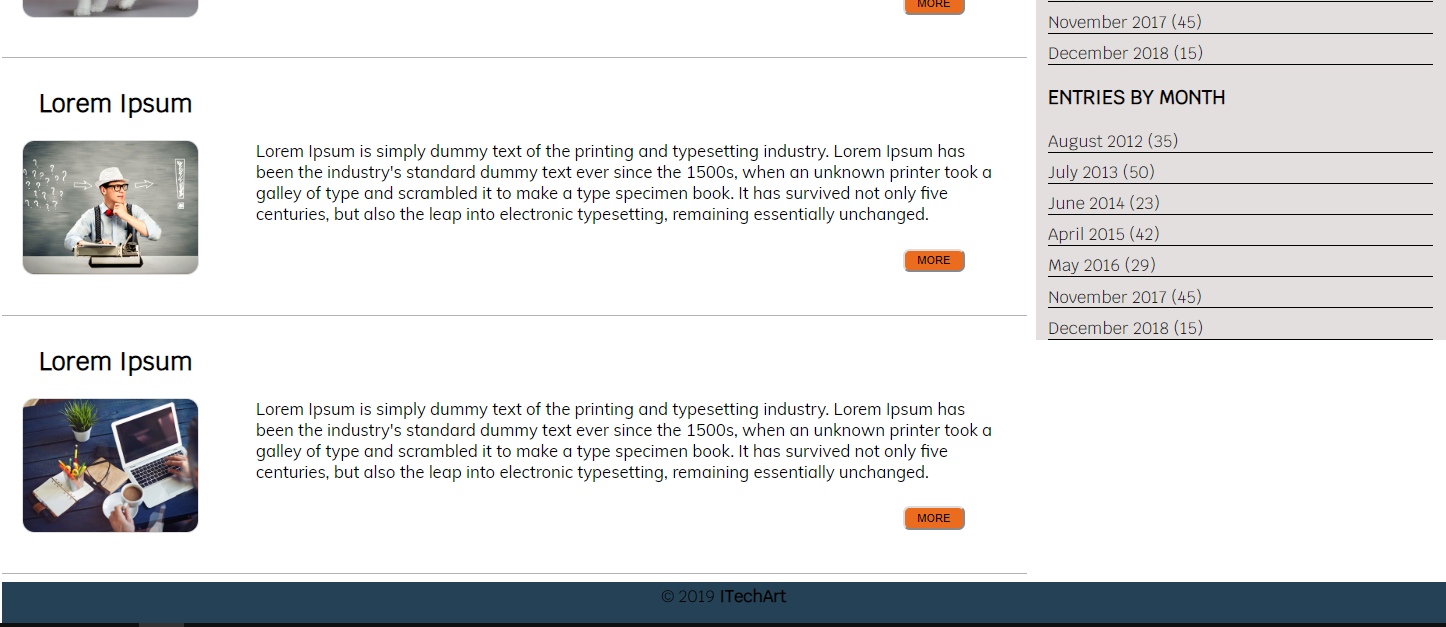 MORE
Lorem Ipsum
Lorem Ipsum is simply dummy text of the printing and typesetting industry. Lorem Ipsum has
been the industry's standard dummy text ever since the 1500s, when an unknown printer took a
galley of type and scrambled it to make a type specimen book. It has survived not only five
centuries, but also the leap into electronic typesetting, remaining essentially unchanged.
MORE
Lorem Ipsum
Lorem Ipsum is simply dummy text of the printing and typesetting industry. Lorem Ipsum has
been the industry's standard dummy text ever since the 1500s, when an unknown printer took a
galley of type and scrambled it to make a type specimen book. It has survived not only five
centuries, but also the leap into electronic typesetting, remaining essentially unchanged.
MORE
November 2017 (45)
December 2018 (15)
ENTRIES BY MONTH
August 2012 (35)
July 2013 (50)
June 2014 (23)
April 2015 (42)
May 2016 (29)
November 2017 (45)
December 2018 (15)
© 2019 ITechArt